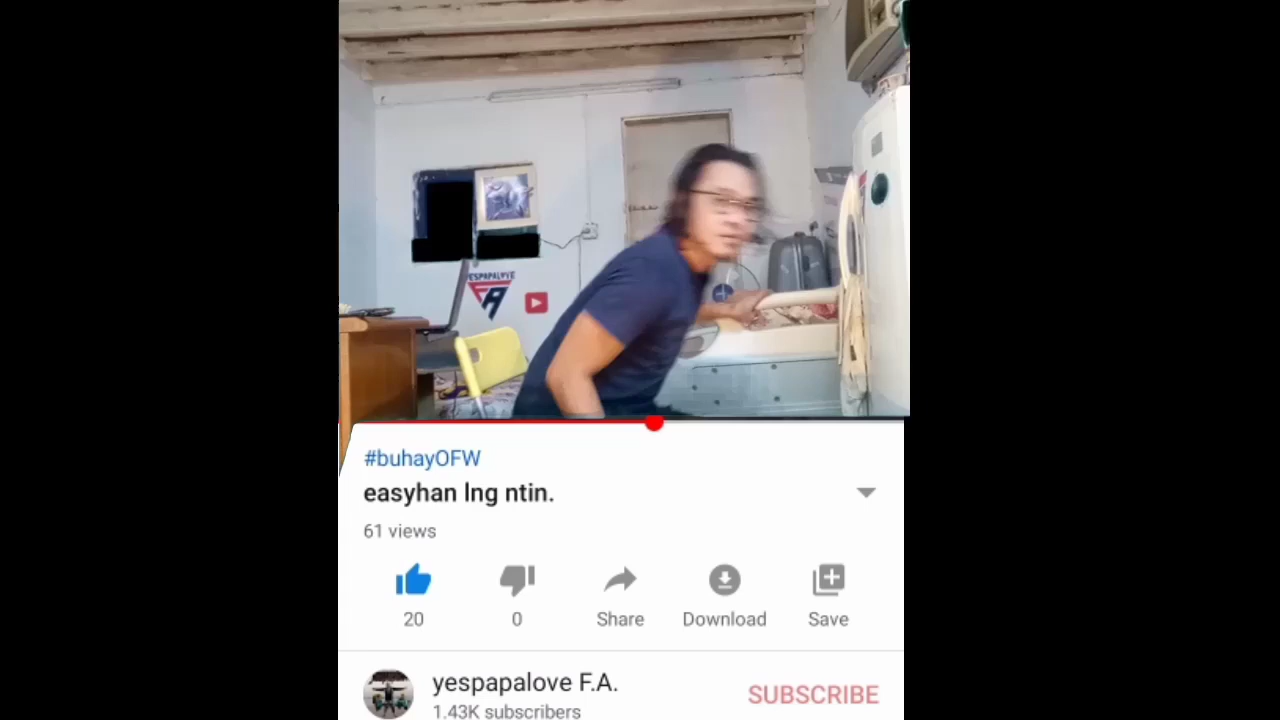 YESPAPALOVE
FA
#buhayOFW
easyhan lng ntin.
61 views
20
0
Share
Download
Save
yespapalove F.A.
SUBSCRIBE
1.43K subscribers